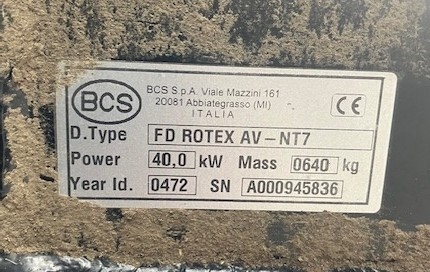 BCS
BCS S.p.A. Viale Mazzini 161
20081 Abbiategrasso (MI)
ITALIA
CE
D.Type FD ROTEX AV-NT7
Power 40,0 kW Mass 0640 kg
Year Id. 0472 SN A000945836